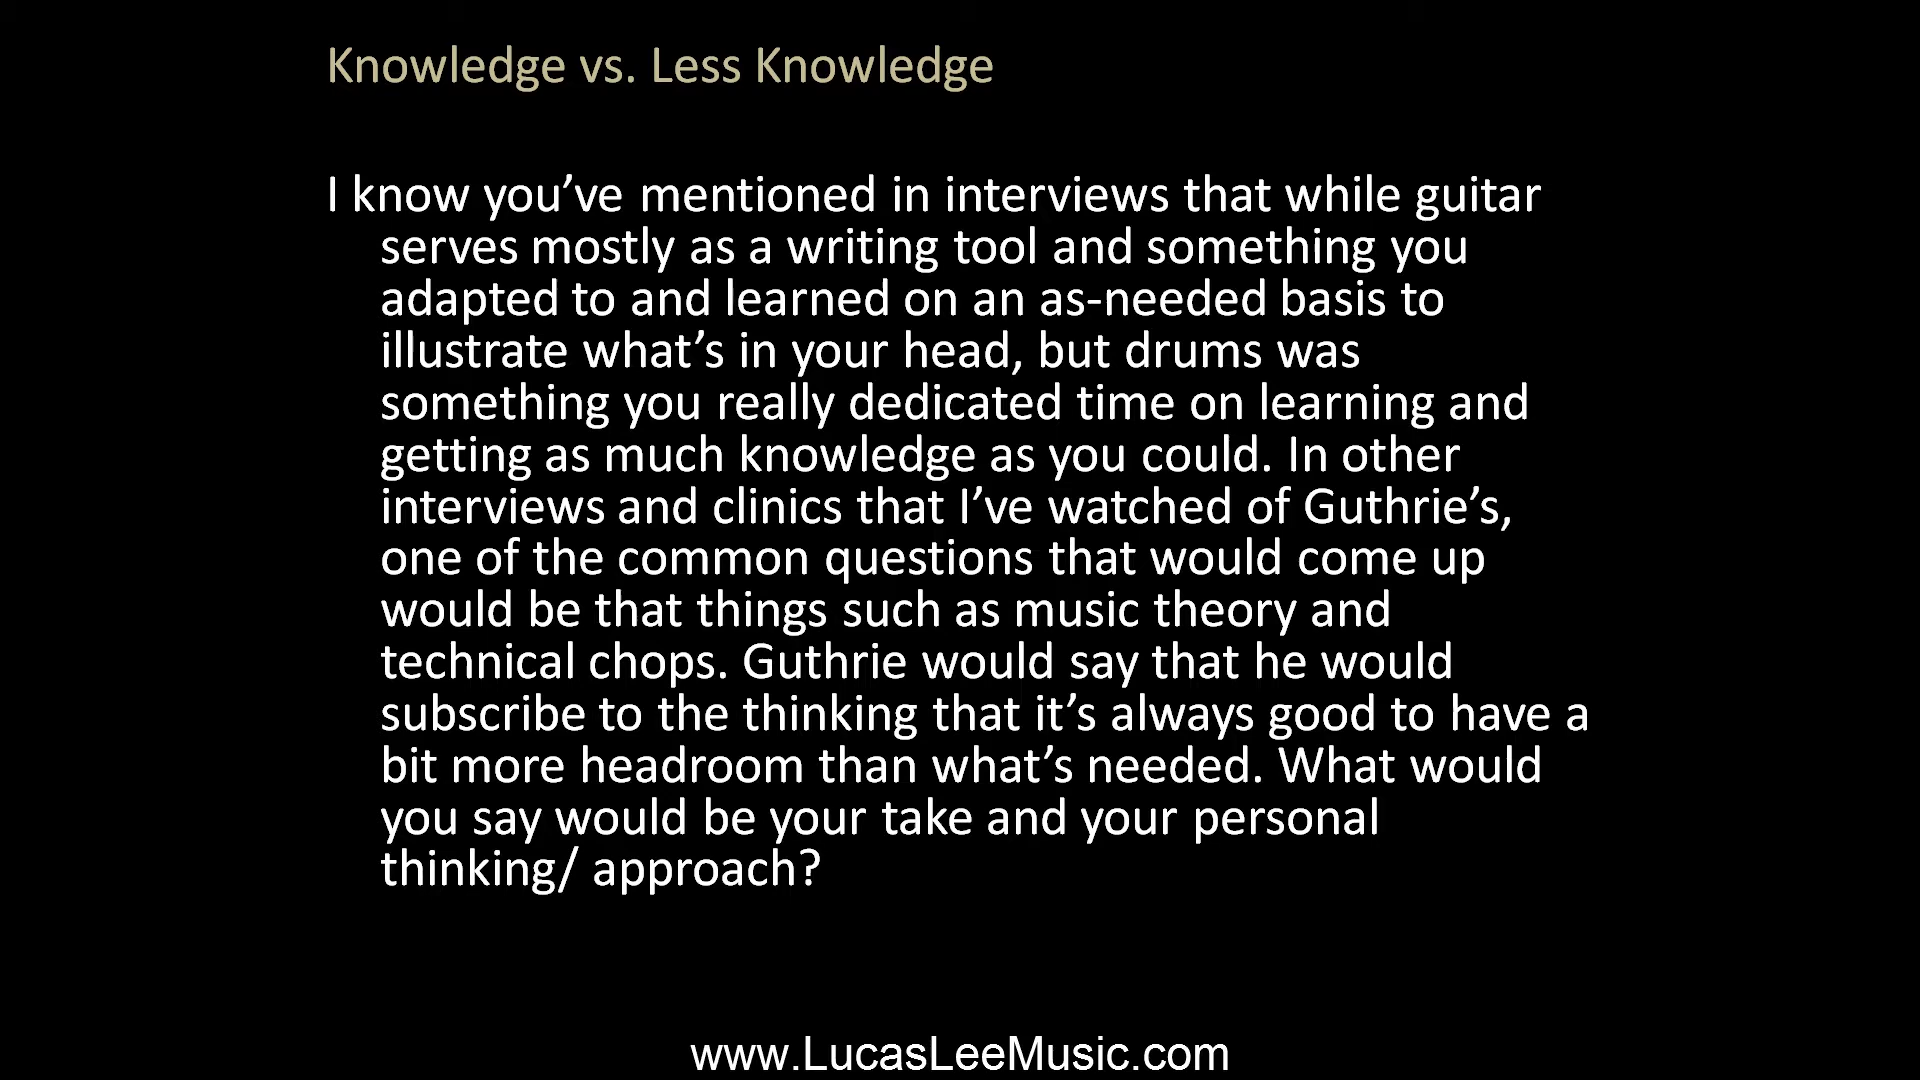 Knowledge vs. Less Knowledge
I know you’ve mentioned in interviews that while guitar
serves mostly as a writing tool and something you
adapted to and learned on an as-needed basis to
illustrate what’s in your head, but drums was
something you really dedicated time on learning and
getting as much knowledge as you could. In other
interviews and clinics that I’ve watched of Guthrie’s,
one of the common questions that would come up
would be that things such as music theory and
technical chops. Guthrie would say that he would
subscribe to the thinking that it’s always good to have a
bit more headroom than what’s needed. What would
you say would be your take and your personal
thinking/ approach?
www.LucasLeeMusic.com